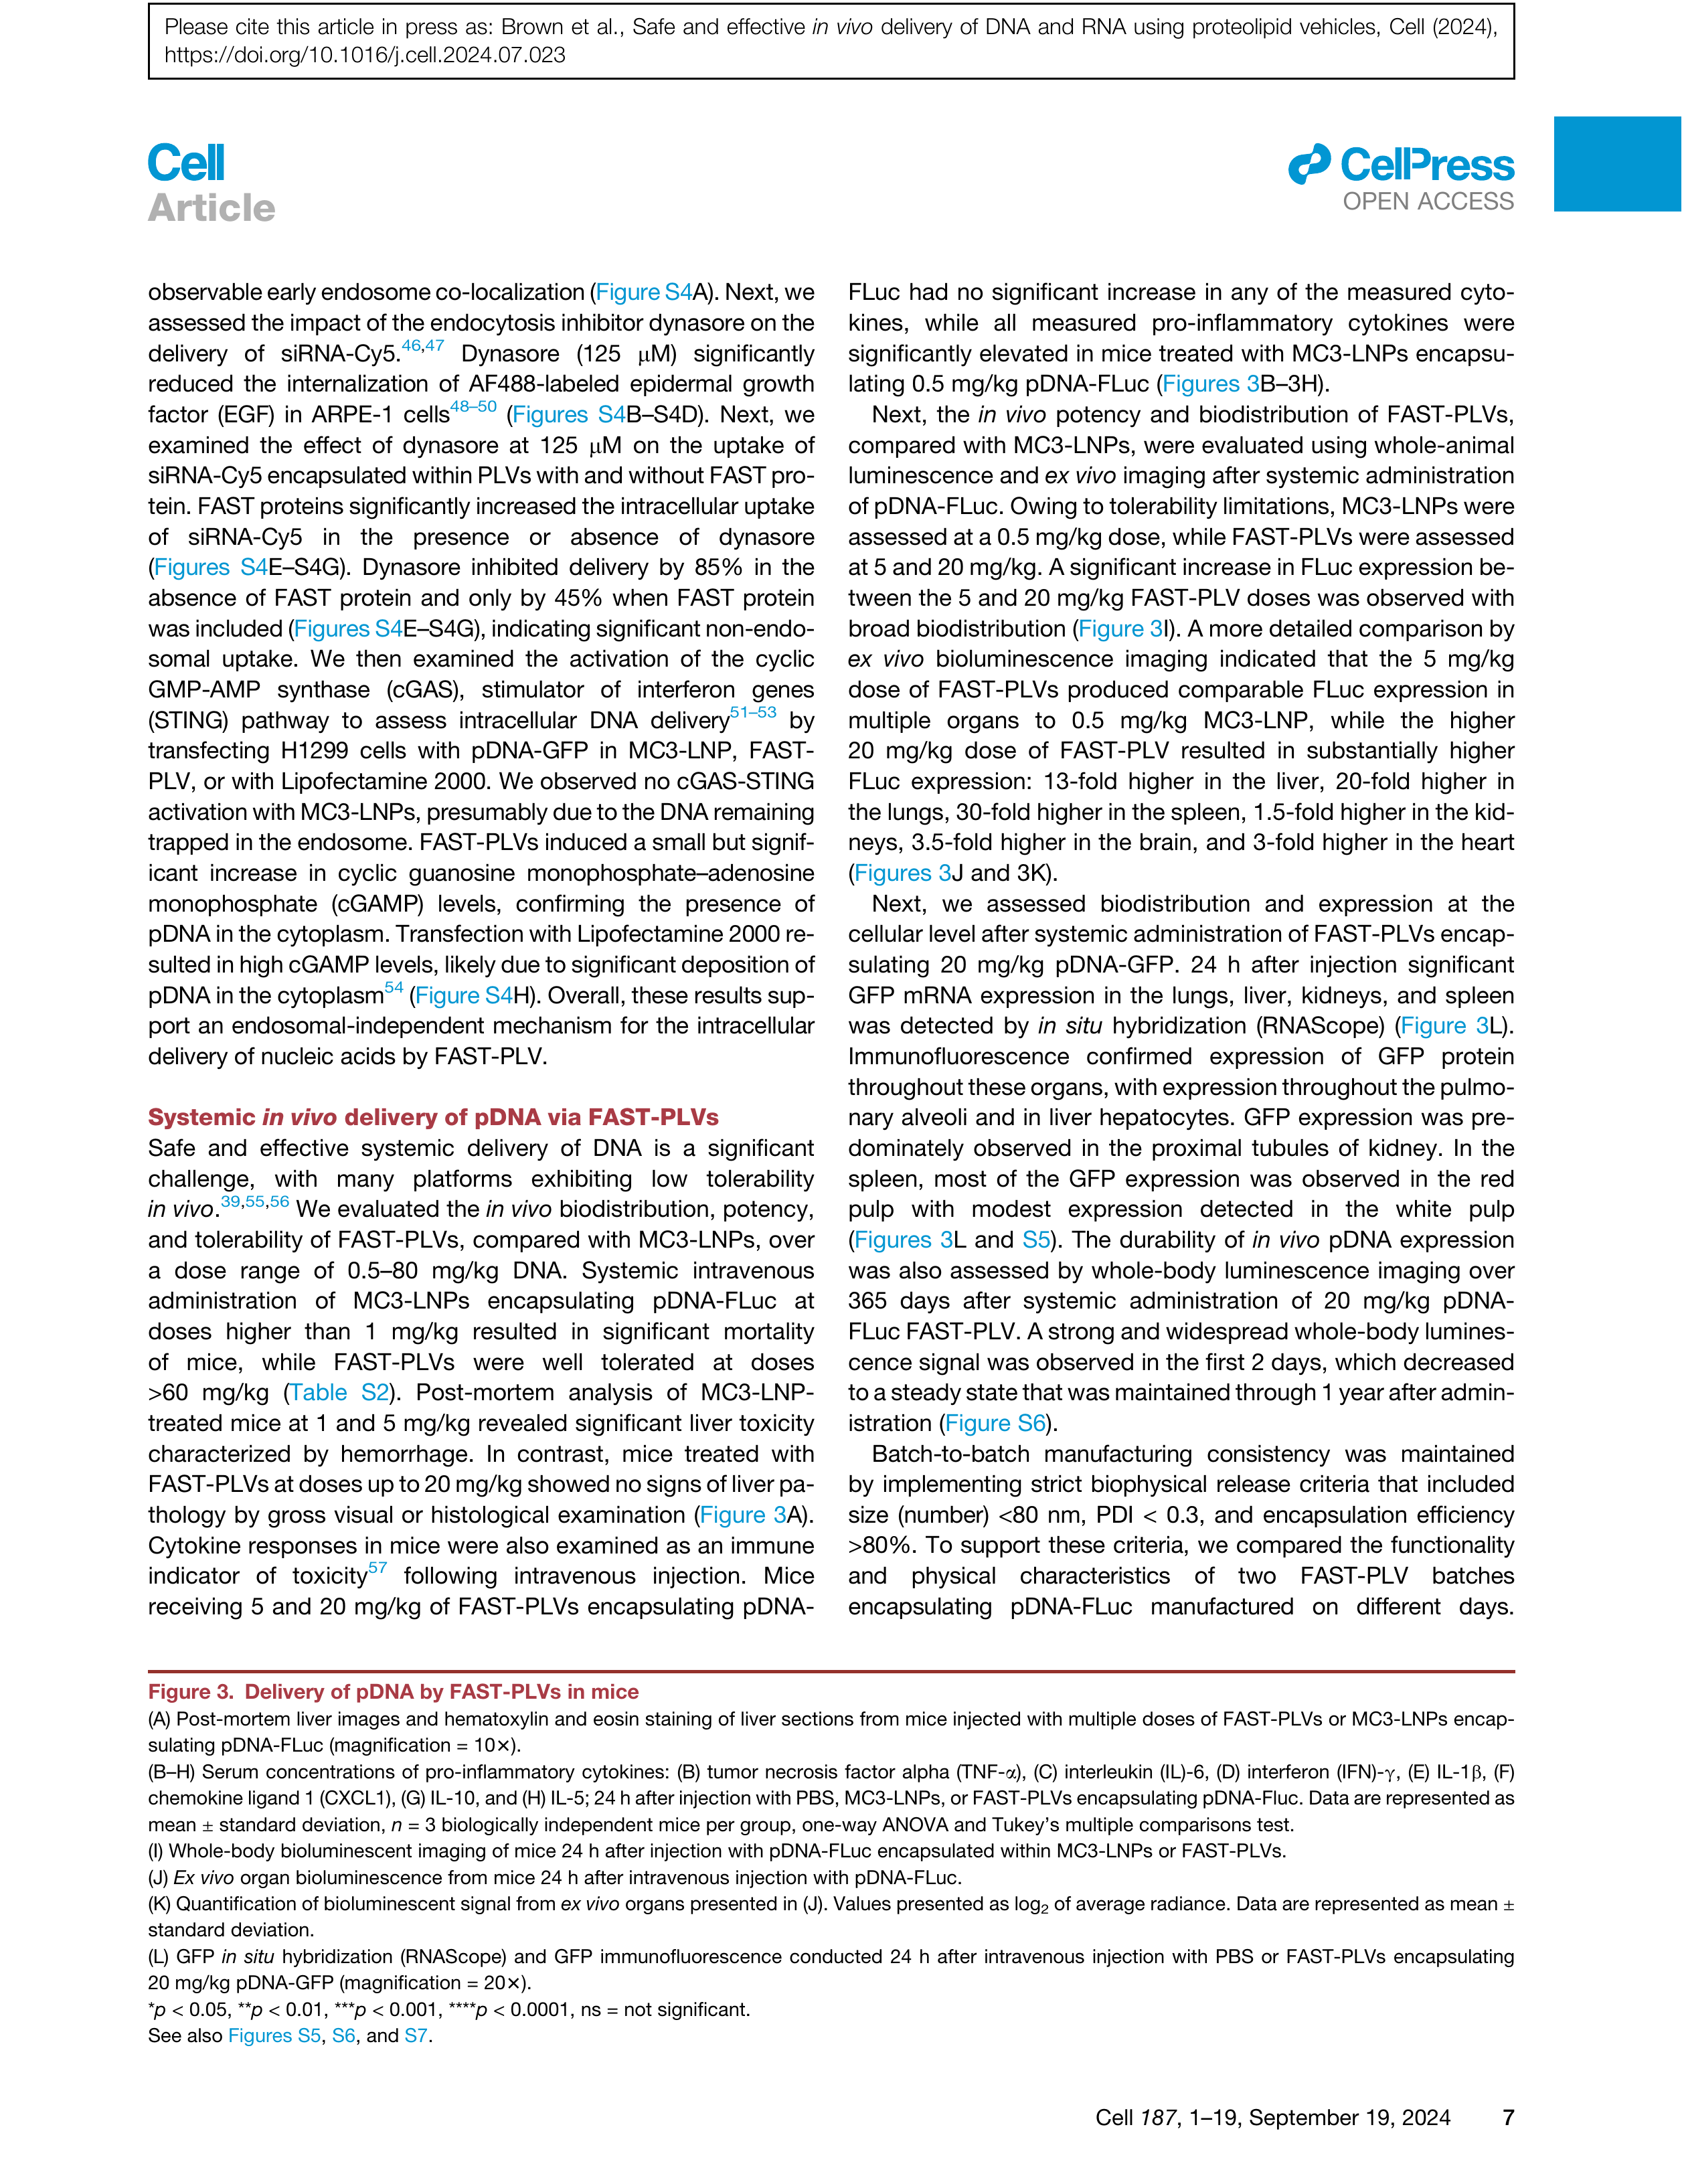 Please cite this article in press as: Brown et al., Safe and effective in vivo delivery of DNA and RNA using proteolipid vehicles, Cell (2024),
https://doi.org/10.1016/j.cell.2024.07.023
Cell
Article
CellPress
OPEN ACCESS
observable early endosome co-localization (Figure S4A). Next, we
assessed the impact of the endocytosis inhibitor dynasore on the
delivery of siRNA-Cy5.46,47 Dynasore (125 μM) significantly
reduced the internalization of AF488-labeled epidermal growth
factor (EGF) in ARPE-1 cells48–50 (Figures S4B–S4D). Next, we
examined the effect of dynasore at 125 μM on the uptake of
siRNA-Cy5 encapsulated within PLVs with and without FAST pro-
tein. FAST proteins significantly increased the intracellular uptake
of siRNA-Cy5 in the presence or absence of dynasore
(Figures S4E–S4G). Dynasore inhibited delivery by 85% in the
absence of FAST protein and only by 45% when FAST protein
was included (Figures S4E–S4G), indicating significant non-endo-
somal uptake. We then examined the activation of the cyclic
GMP-AMP synthase (cGAS), stimulator of interferon genes
(STING) pathway to assess intracellular DNA delivery51–53 by
transfecting H1299 cells with pDNA-GFP in MC3-LNP, FAST-
PLV, or with Lipofectamine 2000. We observed no cGAS-STING
activation with MC3-LNPs, presumably due to the DNA remaining
trapped in the endosome. FAST-PLVs induced a small but signif-
icant increase in cyclic guanosine monophosphate–adenosine
monophosphate (cGAMP) levels, confirming the presence of
pDNA in the cytoplasm. Transfection with Lipofectamine 2000 re-
sulted in high cGAMP levels, likely due to significant deposition of
pDNA in the cytoplasm54 (Figure S4H). Overall, these results sup-
port an endosomal-independent mechanism for the intracellular
delivery of nucleic acids by FAST-PLV.
Systemic in vivo delivery of pDNA via FAST-PLVs
Safe and effective systemic delivery of DNA is a significant
challenge, with many platforms exhibiting low tolerability
in vivo.39,55,56 We evaluated the in vivo biodistribution, potency,
and tolerability of FAST-PLVs, compared with MC3-LNPs, over
a dose range of 0.5–80 mg/kg DNA. Systemic intravenous
administration of MC3-LNPs encapsulating pDNA-FLuc at
doses higher than 1 mg/kg resulted in significant mortality
of mice, while FAST-PLVs were well tolerated at doses
>60 mg/kg (Table S2). Post-mortem analysis of MC3-LNP-
treated mice at 1 and 5 mg/kg revealed significant liver toxicity
characterized by hemorrhage. In contrast, mice treated with
FAST-PLVs at doses up to 20 mg/kg showed no signs of liver pa-
thology by gross visual or histological examination (Figure 3A).
Cytokine responses in mice were also examined as an immune
indicator of toxicity57 following intravenous injection. Mice
receiving 5 and 20 mg/kg of FAST-PLVs encapsulating pDNA-
FLuc had no significant increase in any of the measured cyto-
kines, while all measured pro-inflammatory cytokines were
significantly elevated in mice treated with MC3-LNPs encapsu-
lating 0.5 mg/kg pDNA-FLuc (Figures 3B–3H).
Next, the in vivo potency and biodistribution of FAST-PLVs,
compared with MC3-LNPs, were evaluated using whole-animal
luminescence and ex vivo imaging after systemic administration
of pDNA-FLuc. Owing to tolerability limitations, MC3-LNPs were
assessed at a 0.5 mg/kg dose, while FAST-PLVs were assessed
at 5 and 20 mg/kg. A significant increase in FLuc expression be-
tween the 5 and 20 mg/kg FAST-PLV doses was observed with
broad biodistribution (Figure 3I). A more detailed comparison by
ex vivo bioluminescence imaging indicated that the 5 mg/kg
dose of FAST-PLVs produced comparable FLuc expression in
multiple organs to 0.5 mg/kg MC3-LNP, while the higher
20 mg/kg dose of FAST-PLV resulted in substantially higher
FLuc expression: 13-fold higher in the liver, 20-fold higher in
the lungs, 30-fold higher in the spleen, 1.5-fold higher in the kid-
neys, 3.5-fold higher in the brain, and 3-fold higher in the heart
(Figures 3J and 3K).
Next, we assessed biodistribution and expression at the
cellular level after systemic administration of FAST-PLVs encap-
sulating 20 mg/kg pDNA-GFP. 24 h after injection significant
GFP mRNA expression in the lungs, liver, kidneys, and spleen
was detected by in situ hybridization (RNAScope) (Figure 3L).
Immunofluorescence confirmed expression of GFP protein
throughout these organs, with expression throughout the pulmo-
nary alveoli and in liver hepatocytes. GFP expression was pre-
dominately observed in the proximal tubules of kidney. In the
spleen, most of the GFP expression was observed in the red
pulp with modest expression detected in the white pulp
(Figures 3L and S5). The durability of in vivo pDNA expression
was also assessed by whole-body luminescence imaging over
365 days after systemic administration of 20 mg/kg pDNA-
FLuc FAST-PLV. A strong and widespread whole-body lumines-
cence signal was observed in the first 2 days, which decreased
to a steady state that was maintained through 1 year after admin-
istration (Figure S6).
Batch-to-batch manufacturing consistency was maintained
by implementing strict biophysical release criteria that included
size (number) <80 nm, PDI < 0.3, and encapsulation efficiency
>80%. To support these criteria, we compared the functionality
and physical characteristics of two FAST-PLV batches
encapsulating pDNA-FLuc manufactured on different days.
Figure 3. Delivery of pDNA by FAST-PLVs in mice
(A) Post-mortem liver images and hematoxylin and eosin staining of liver sections from mice injected with multiple doses of FAST-PLVs or MC3-LNPs encap-
sulating pDNA-FLuc (magnification = 10×).
(B–H) Serum concentrations of pro-inflammatory cytokines: (B) tumor necrosis factor alpha (TNF-α), (C) interleukin (IL)-6, (D) interferon (IFN)-γ, (E) IL-1β, (F)
chemokine ligand 1 (CXCL1), (G) IL-10, and (H) IL-5; 24 h after injection with PBS, MC3-LNPs, or FAST-PLVs encapsulating pDNA-Fluc. Data are represented as
mean ± standard deviation, n = 3 biologically independent mice per group, one-way ANOVA and Tukey's multiple comparisons test.
(I) Whole-body bioluminescent imaging of mice 24 h after injection with pDNA-FLuc encapsulated within MC3-LNPs or FAST-PLVs.
(J) Ex vivo organ bioluminescence from mice 24 h after intravenous injection with pDNA-FLuc.
(K) Quantification of bioluminescent signal from ex vivo organs presented in (J). Values presented as log2 of average radiance. Data are represented as mean ±
standard deviation.
(L) GFP in situ hybridization (RNAScope) and GFP immunofluorescence conducted 24 h after intravenous injection with PBS or FAST-PLVs encapsulating
20 mg/kg pDNA-GFP (magnification = 20×).
*p < 0.05, **p < 0.01, ***p < 0.001, ****p < 0.0001, ns = not significant.
See also Figures S5, S6, and S7.
Cell 187, 1–19, September 19, 2024 7